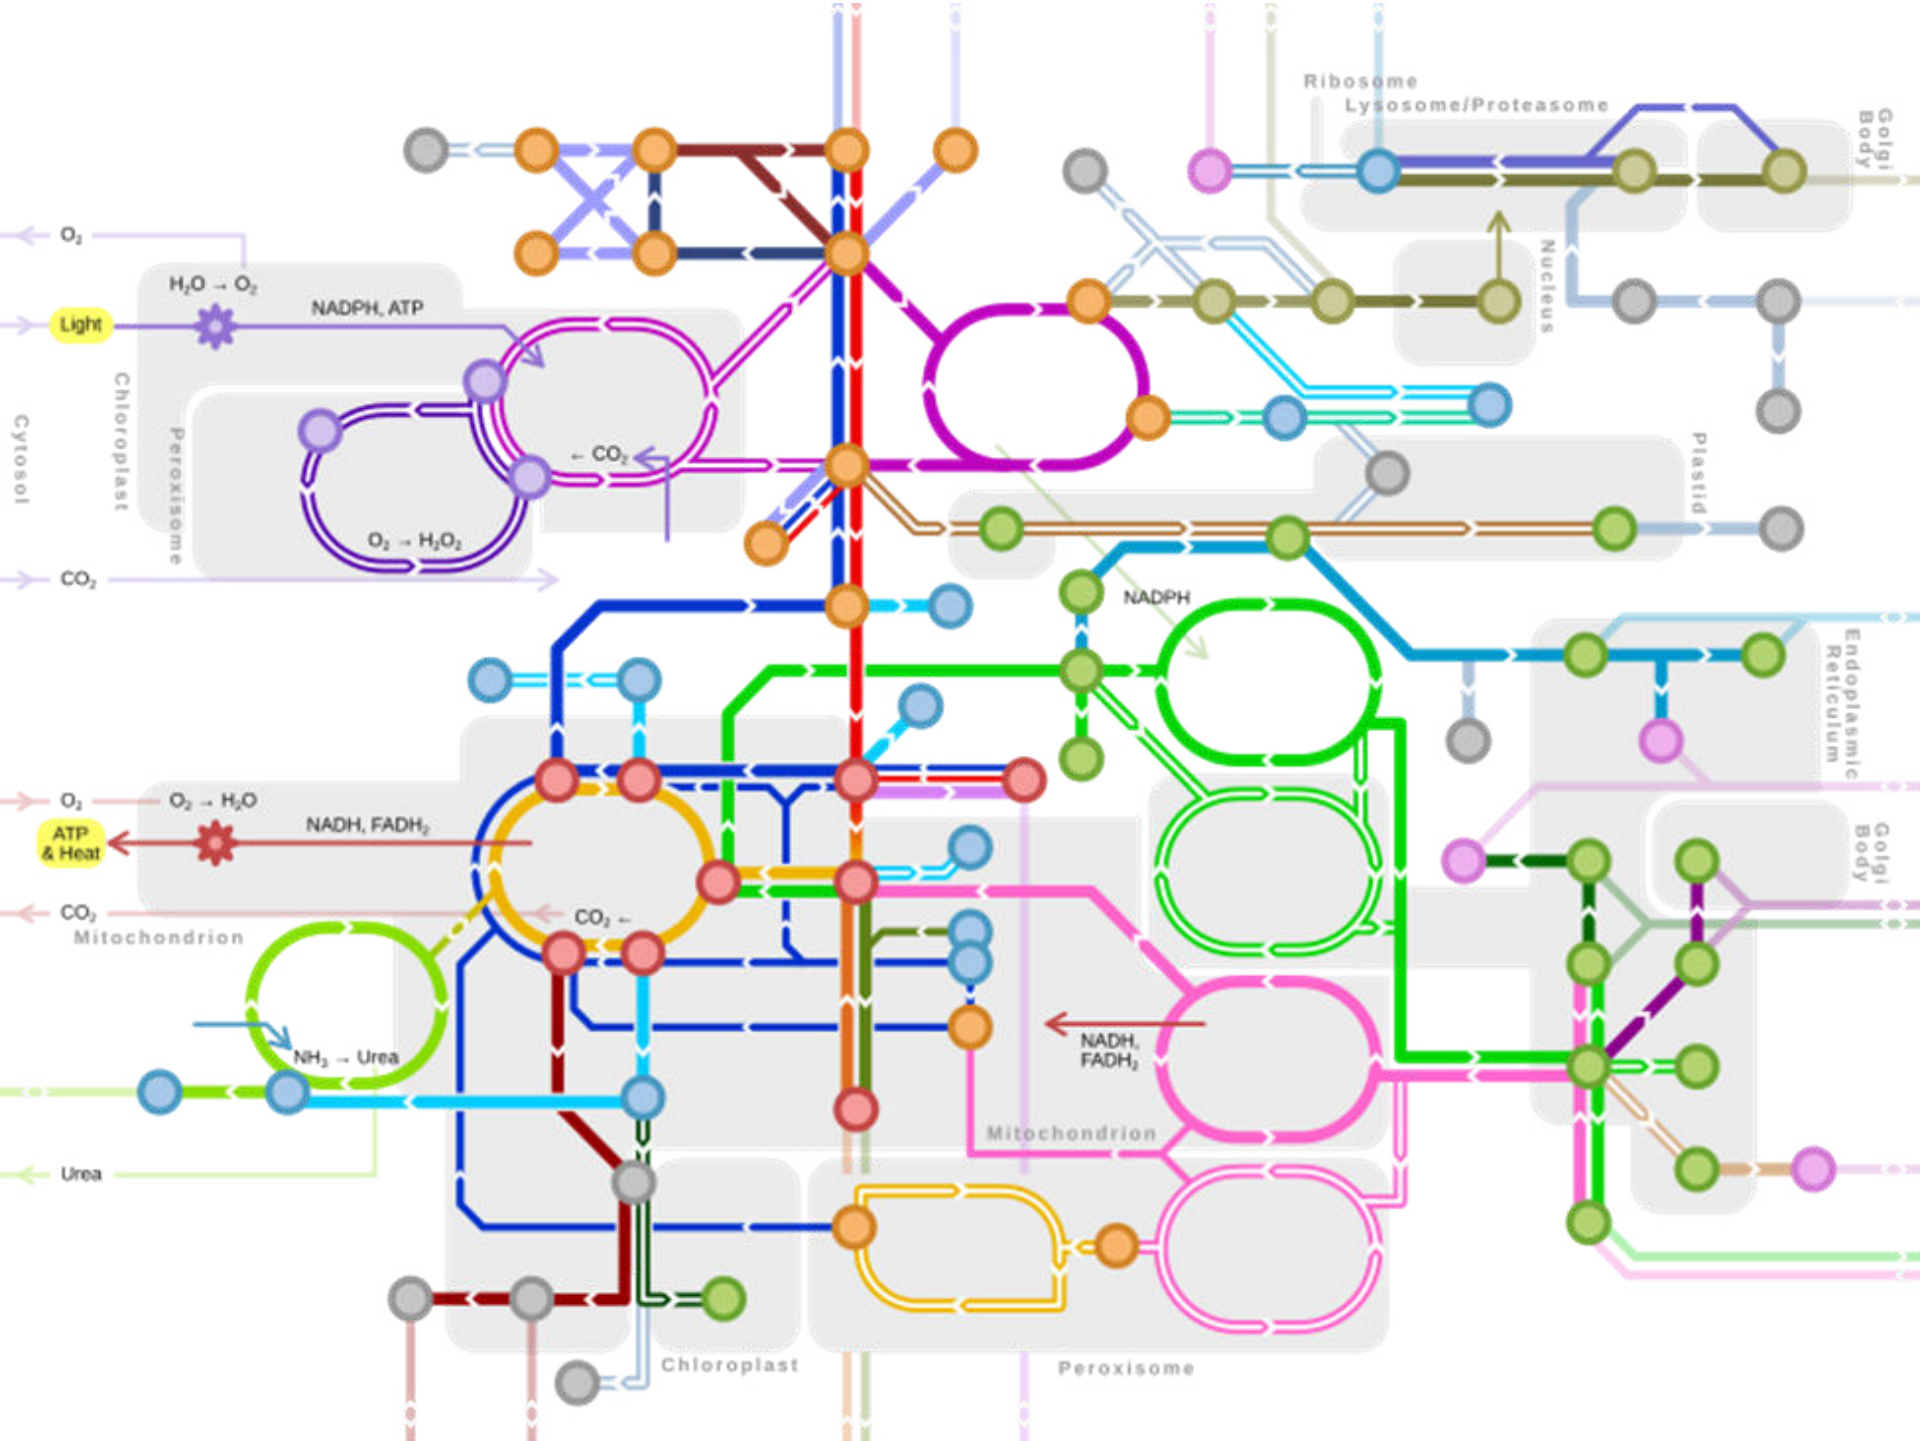 Ribosome
Lysosome/Proteasome
Golgi
Body
O₂
H₂O → O₂
Light
NADPH, ATP
Nucleus
Cytosol
Chloroplast
Peroxisome
← CO₂
O₂ → H₂O₂
CO₂
Plastid
NADPH
Endoplasmic
Reticulum
O₂
O₂ → H₂O
ATP
& Heat
NADH, FADH₂
CO₂
CO₂ ←
Mitochondrion
Golgi
Body
NH₃ → Urea
NADH,
FADH₂
Mitochondrion
Urea
Chloroplast
Peroxisome